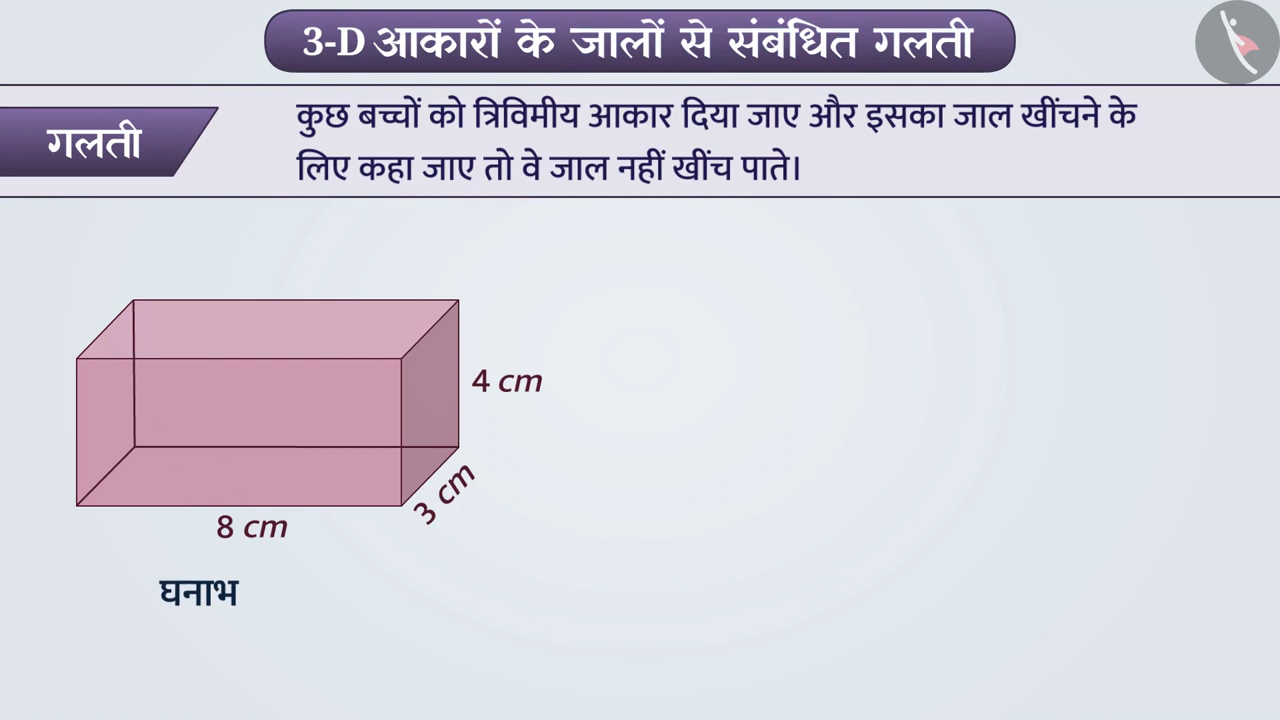 3-D आकारों के जालों से संबंधित गलती
गलती
कुछ बच्चों को त्रिविमीय आकार दिया जाए और इसका जाल खींचने के
लिए कहा जाए तो वे जाल नहीं खींच पाते।
4 cm
3 cm
8 cm
घनाभ